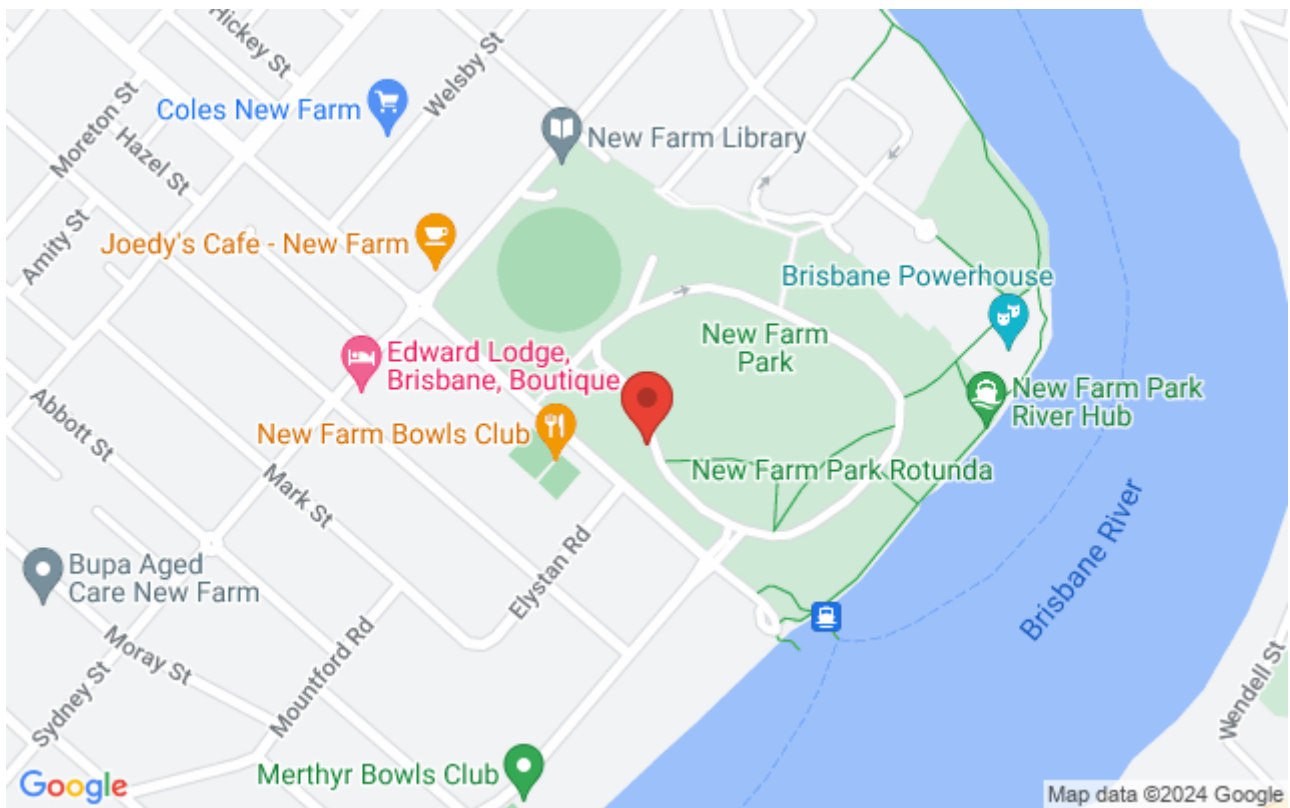 Hickey St
Welsby St
Coles New Farm
Moreton St
Hazel St
New Farm Library
Amity St
Joedy's Cafe - New Farm
Brisbane Powerhouse
New Farm
Park
Edward Lodge,
Brisbane, Boutique
New Farm Park
River Hub
Abbott St
New Farm Bowls Club
New Farm Park Rotunda
Mark St
Brisbane River
Elystan Rd
Bupa Aged
Care New Farm
Moray St
Mountford Rd
Sydney St
Wendell St
Merthyr Bowls Club
Google
Map data ©2024 Google